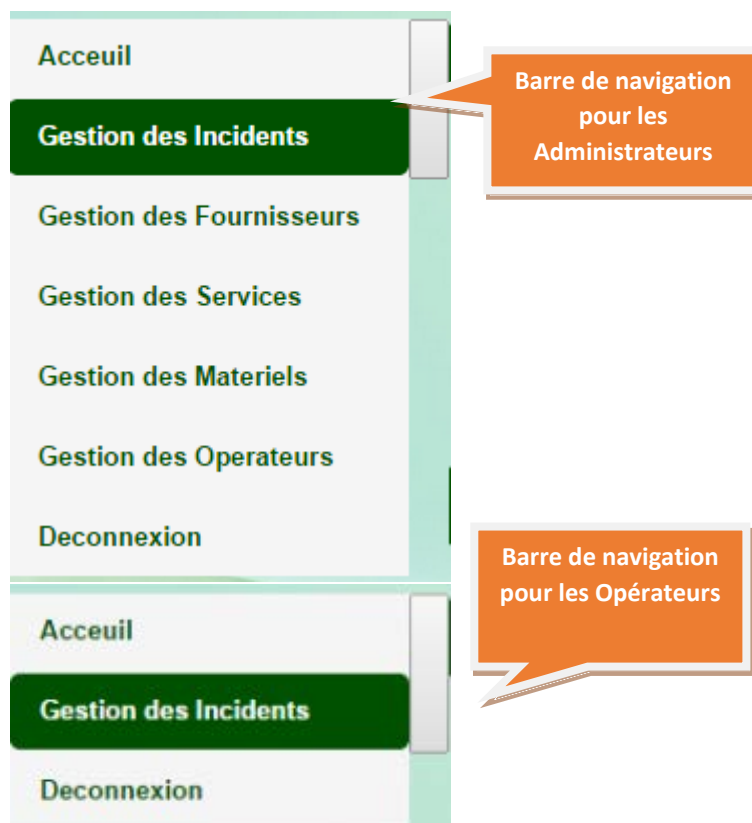 Acceuil
Gestion des Incidents
Gestion des Fournisseurs
Gestion des Services
Gestion des Materiels
Gestion des Operateurs
Deconnexion
Barre de navigation
pour les
Administrateurs
Acceuil
Gestion des Incidents
Deconnexion
Barre de navigation
pour les Opérateurs